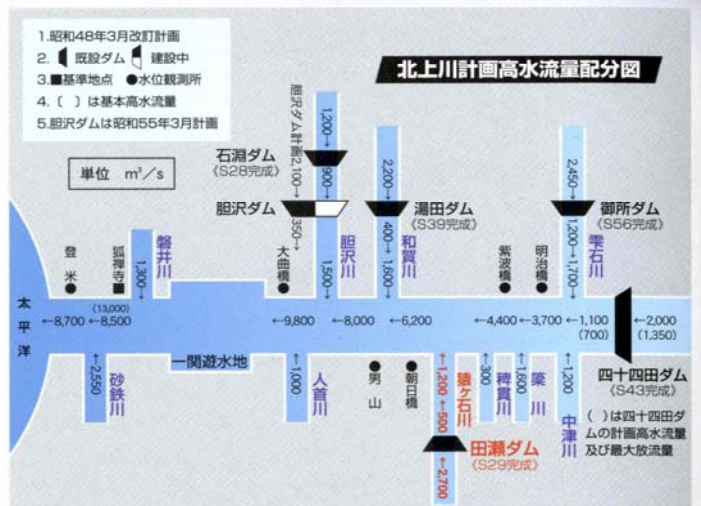 1.昭和48年3月改訂計画
2. 既設ダム 建設中
3.■基準地点 ●水位観測所
4.( )は基本高水流量
5.胆沢ダムは昭和55年3月計画
北上川計画高水流量配分図
単位 m³/s
胆沢ダム計画2,100→
1,200→
石淵ダム
《S28完成》
900→
胆沢ダム
350→
胆沢川
1,500→
2,200→
湯田ダム
《S39完成》
400→
和賀川
1,600→
2,450→
御所ダム
《S56完成》
1,200→
雫石川
1,700→
磐井川
1,300→
登米
狐禅寺
大曲橋
紫波橋
明治橋
太平洋
←8,700
(13,000)
←8,500
←9,800
←8,000
←6,200
←4,400
←3,700
←1,100
(700)
←2,000
(1,350)
一関遊水地
←2,550
砂鉄川
←1,000
人首川
男山
朝日橋
←1,200
←500
猿ヶ石川
田瀬ダム
《S29完成》
←2,700
←300
稗貫川
←1,600
簗川
←1,200
中津川
四十四田ダム
《S43完成》
( )は四十四田ダ
ムの計画高水流量
及び最大放流量